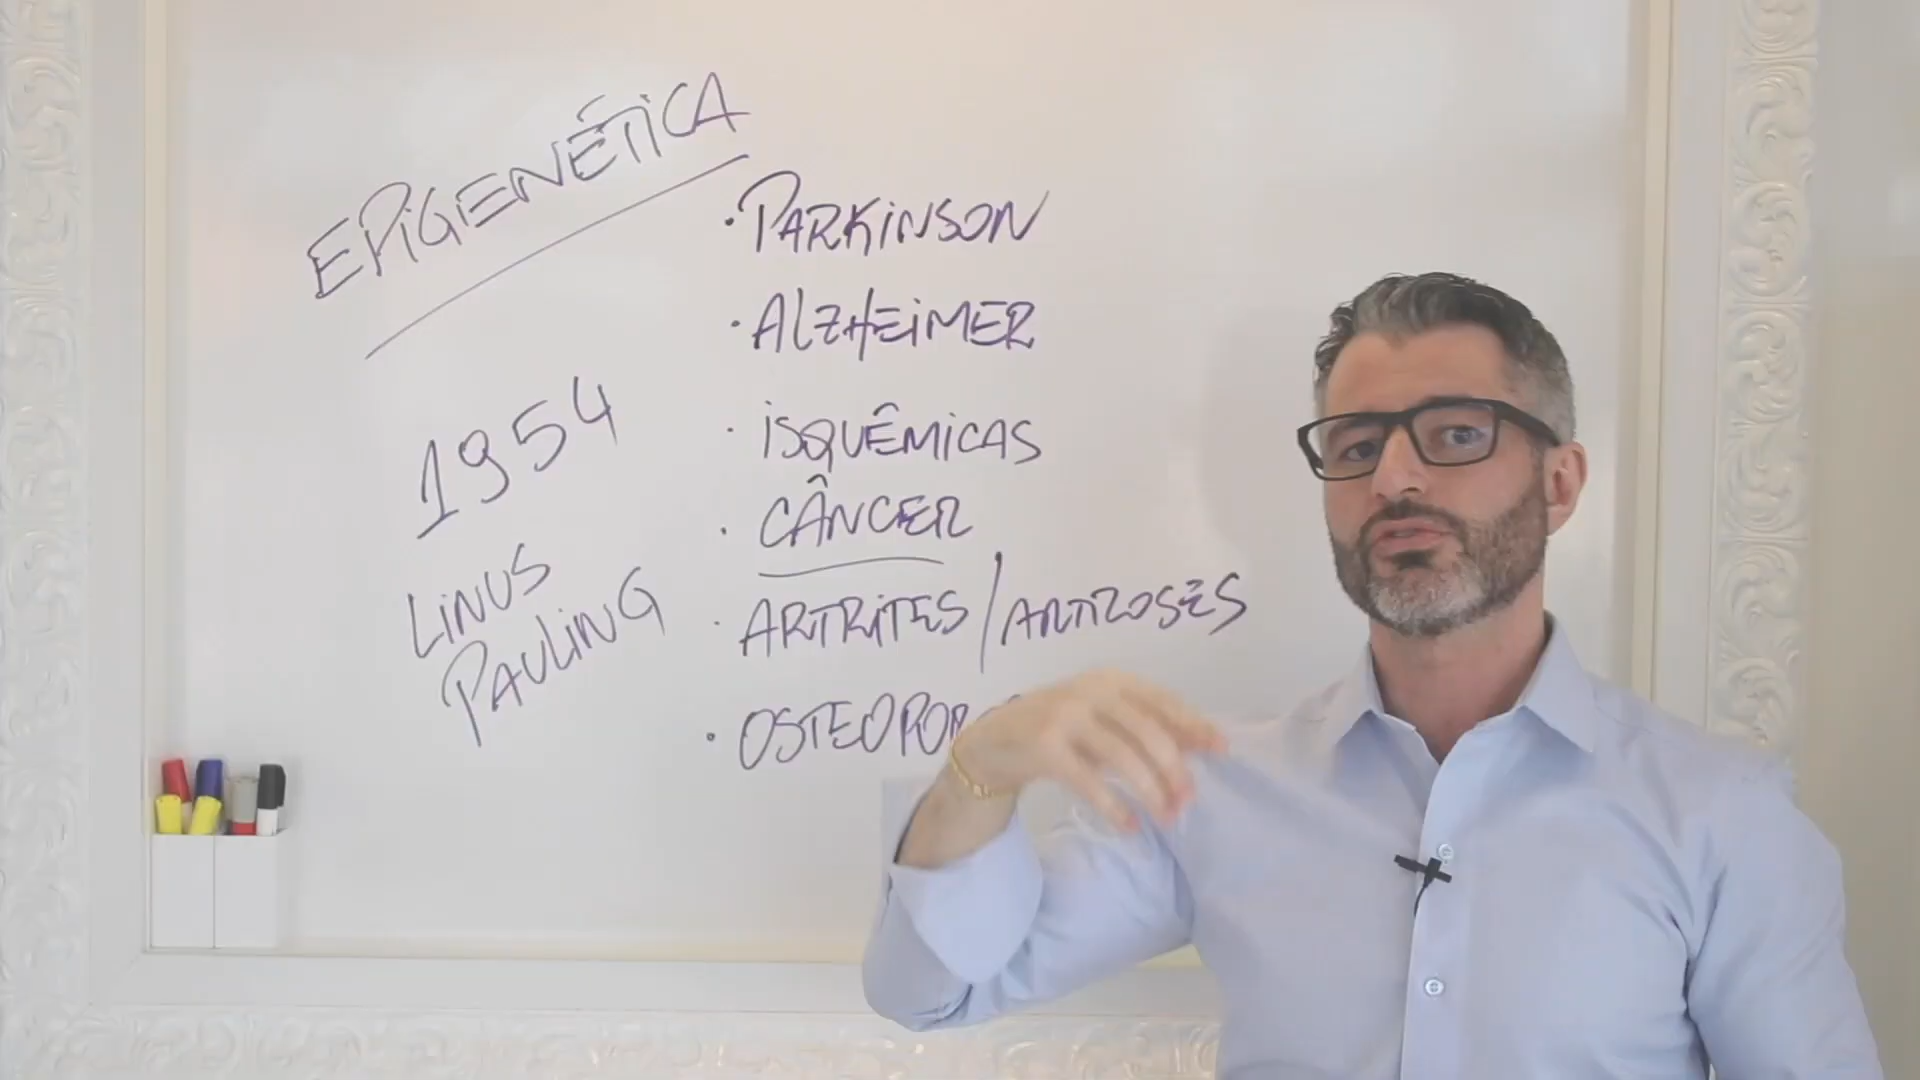 EPIGENÉTICA
1954
LINUS
PAULING
• PARKINSON
• ALZHEIMER
• ISQUÊMICAS
• CÂNCER
• ARTRITES / ARTROSES